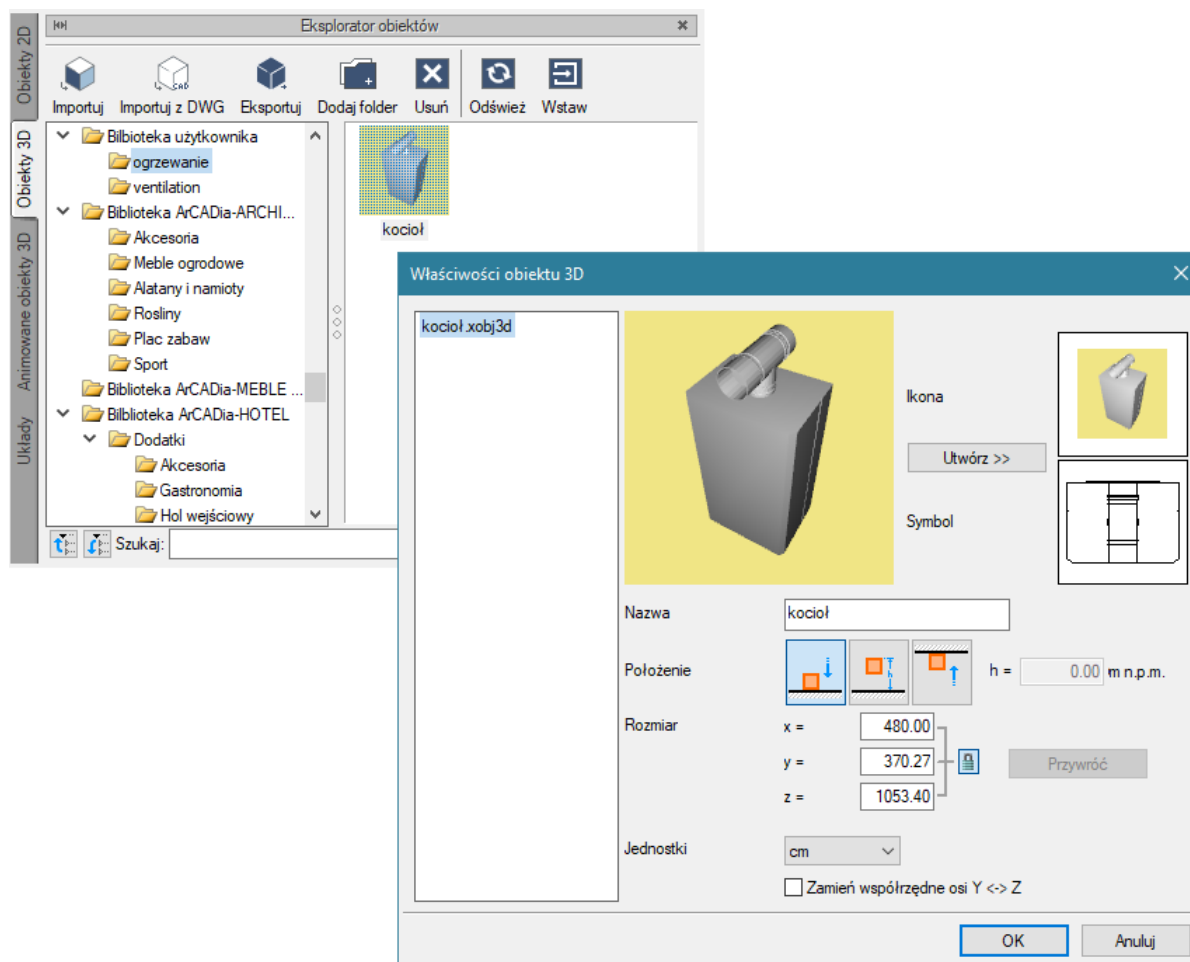 Eksplorator obiektów
Obiekty 2D
Obiekty 3D
Animowane obiekty 3D
Układy
Importuj Importuj z DWG Eksportuj Dodaj folder Usuń Odśwież Wstaw
CAD
Bilbioteka użytkownika
ogrzewanie
ventilation
Biblioteka ArCADia-ARCHI...
Akcesoria
Meble ogrodowe
Alatany i namioty
Rosliny
Plac zabaw
Sport
Biblioteka ArCADia-MEBLE ...
Bilblioteka ArCADia-HOTEL
Dodatki
Akcesoria
Gastronomia
Hol wejściowy
Szukaj:
kocioł
Właściwości obiektu 3D
kocioł.xobj3d
Ikona
Utwórz >>
Symbol
Nazwa kocioł
Położenie h h = 0.00 m n.p.m.
Rozmiar x = 480.00
y = 370.27 Przywróć
z = 1053.40
Jednostki cm
Zamień współrzędne osi Y <-> Z
OK Anuluj